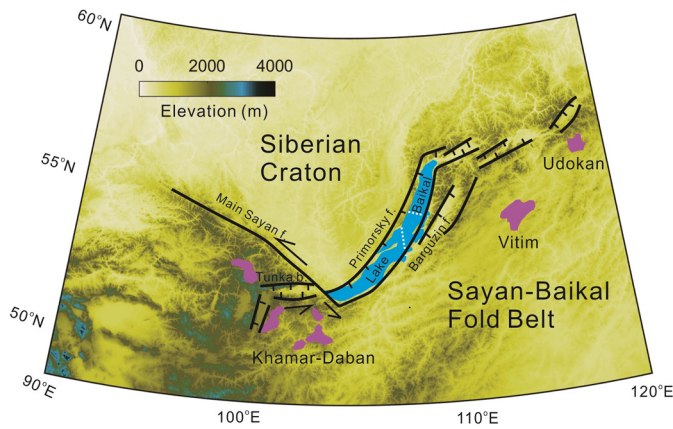 60°N
0 2000 4000
Elevation (m)
Siberian
Craton
55°N
Udokan
Main Sayan f.
Primorsky f.
Baikal
Lake
Barguzin f.
Vitim
Tunka b.
Sayan-Baikal
Fold Belt
50°N
Khamar-Daban
90°E
100°E
110°E
120°E